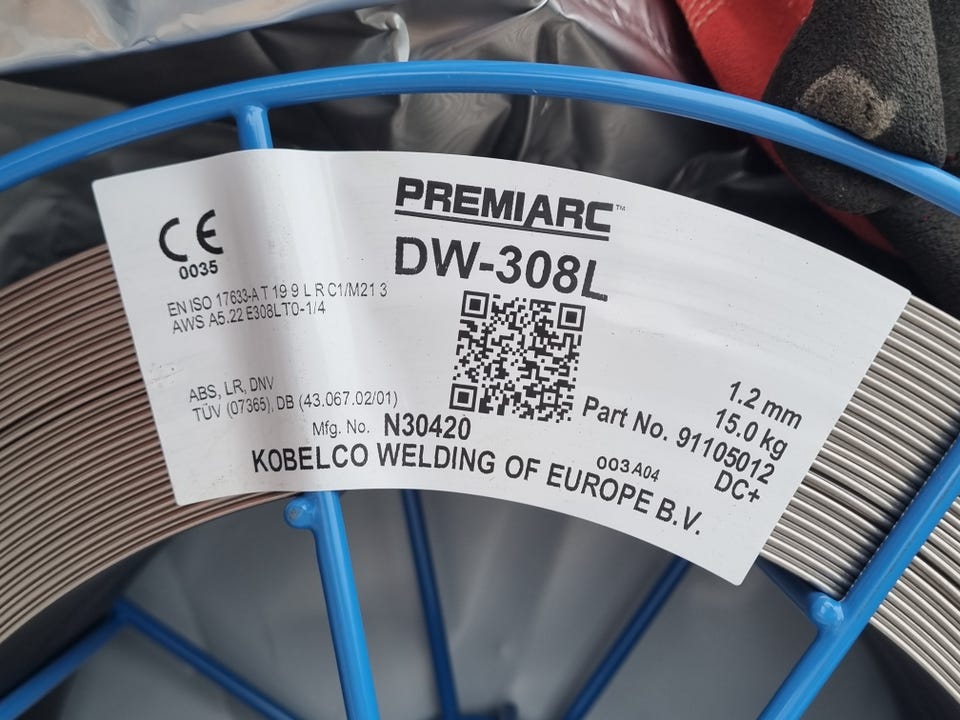 PREMIARC™
DW-308L
CE
0035
EN ISO 17633-A T 19 9 L R C1/M21 3
AWS A5.22 E308LT0-1/4
ABS, LR, DNV
TÜV (07365), DB (43.067.02/01)
Mfg. No. N30420
1.2 mm
15.0 kg
Part No. 91105012
DC+
003A04
KOBELCO WELDING OF EUROPE B.V.